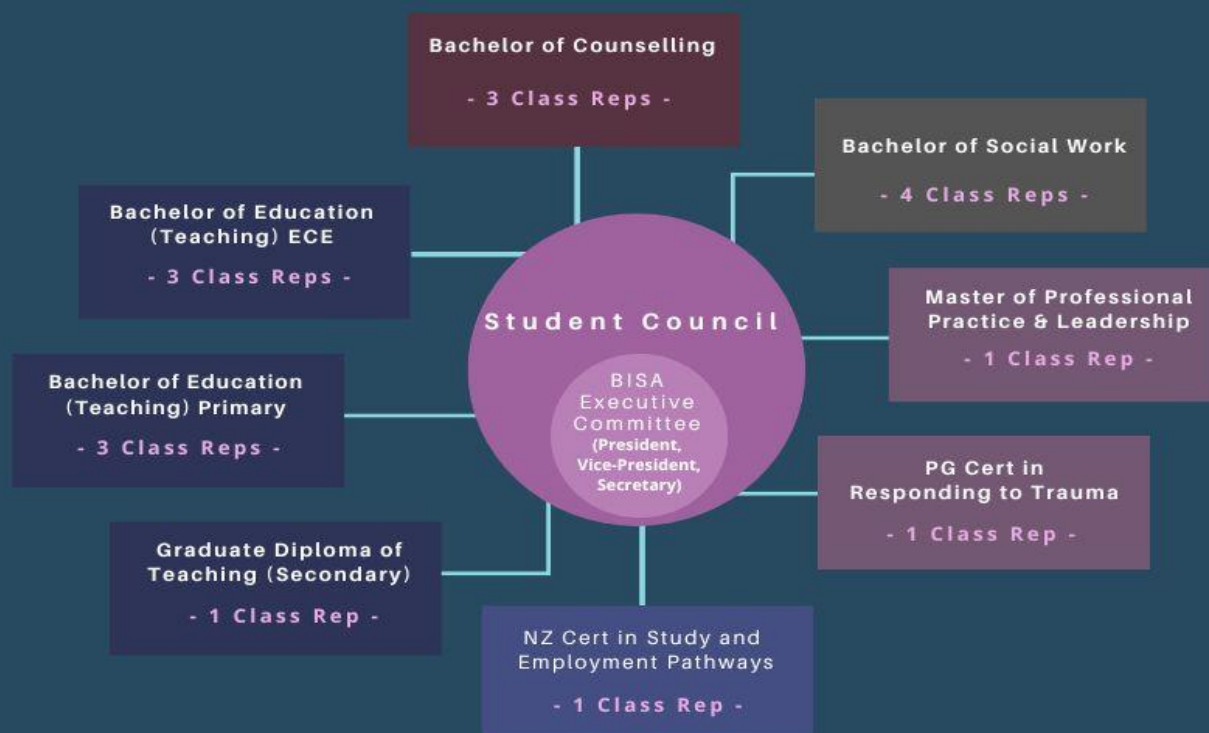 Bachelor of Counselling
- 3 Class Reps -
Bachelor of Social Work
- 4 Class Reps -
Bachelor of Education
(Teaching) ECE
- 3 Class Reps -
Master of Professional
Practice & Leadership
- 1 Class Rep -
Student Council
BISA
Executive
Committee
(President,
Vice-President,
Secretary)
Bachelor of Education
(Teaching) Primary
- 3 Class Reps -
PG Cert in
Responding to Trauma
- 1 Class Rep -
Graduate Diploma of
Teaching (Secondary)
- 1 Class Rep -
NZ Cert in Study and
Employment Pathways
- 1 Class Rep -